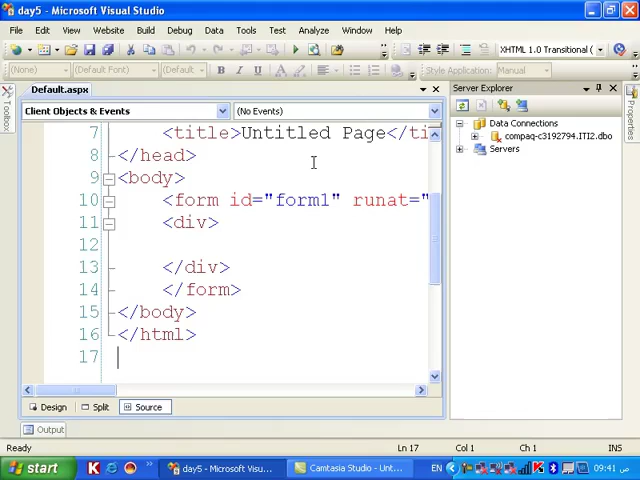 day5 - Microsoft Visual Studio
File Edit View Website Build Debug Data Tools Test Analyze Window Help
XHTML 1.0 Transitional (
(None) (Default Font) (Default B I U A Style Application: Manual
Default.aspx
Client Objects & Events (No Events)
Server Explorer
Toolbox
Properties
Data Connections
compaq-c3192794.ITI2.dbo
Servers
7 <title>Untitled Page</ti
8 </head>
9 <body>
10 <form id="form1" runat="
11 <div>
12
13 </div>
14 </form>
15 </body>
16 </html>
17
Design Split Source
Output
Ready Ln 17 Col 1 Ch 1 INS
start K day5 - Microsoft Visu... Camtasia Studio - Unt... EN 09:41 ص